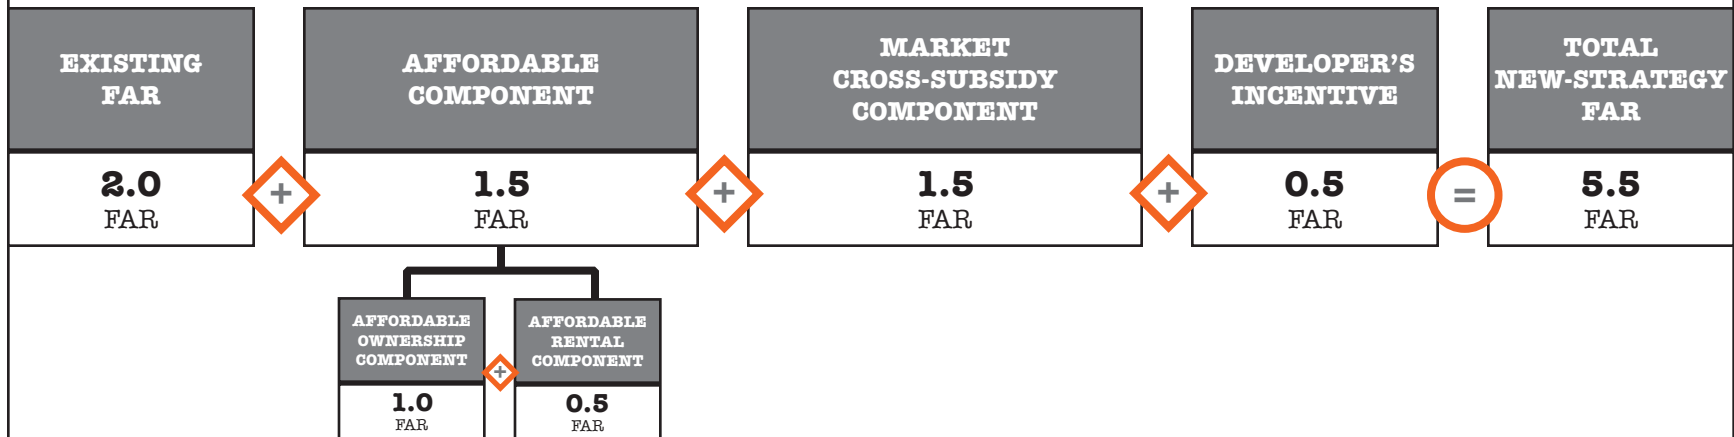 EXISTING
FAR
2.0
FAR
+
AFFORDABLE
COMPONENT
1.5
FAR
+
MARKET
CROSS-SUBSIDY
COMPONENT
1.5
FAR
+
DEVELOPER'S
INCENTIVE
0.5
FAR
=
TOTAL
NEW-STRATEGY
FAR
5.5
FAR
AFFORDABLE
OWNERSHIP
COMPONENT
1.0
FAR
+
AFFORDABLE
RENTAL
COMPONENT
0.5
FAR